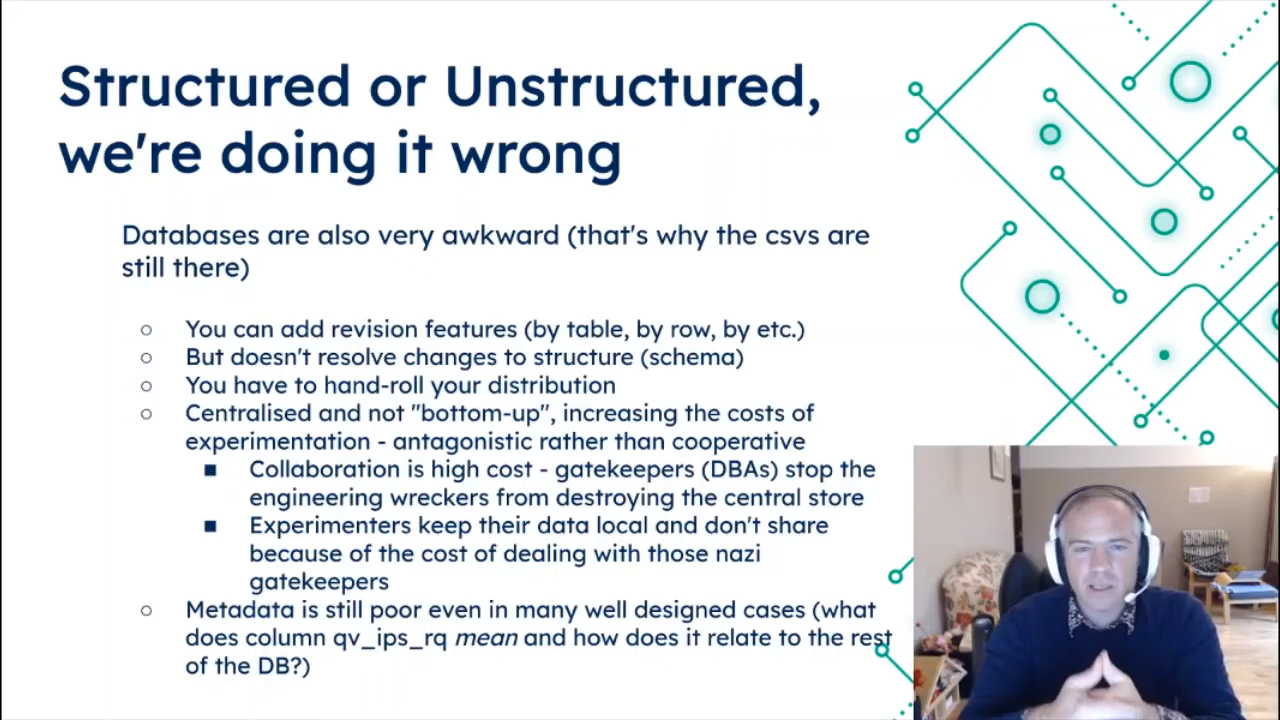 Structured or Unstructured,
we're doing it wrong
Databases are also very awkward (that's why the csvs are
still there)
○ You can add revision features (by table, by row, by etc.)
○ But doesn't resolve changes to structure (schema)
○ You have to hand-roll your distribution
○ Centralised and not "bottom-up", increasing the costs of
experimentation - antagonistic rather than cooperative
■ Collaboration is high cost - gatekeepers (DBAs) stop the
engineering wreckers from destroying the central store
■ Experimenters keep their data local and don't share
because of the cost of dealing with those nazi
gatekeepers
○ Metadata is still poor even in many well designed cases (what
does column qv_ips_rq mean and how does it relate to the rest
of the DB?)